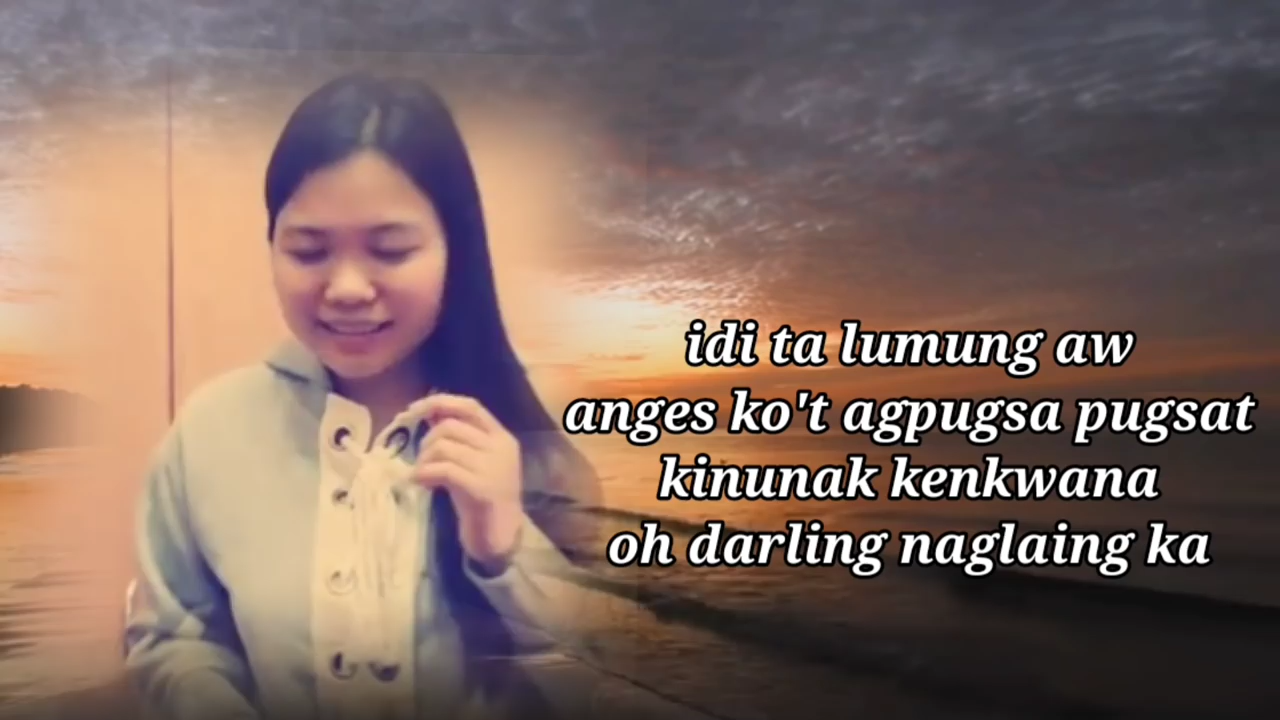 idi ta lumung aw
anges ko't agpugsa pugsat
kinunak kenkwana
oh darling naglaing ka